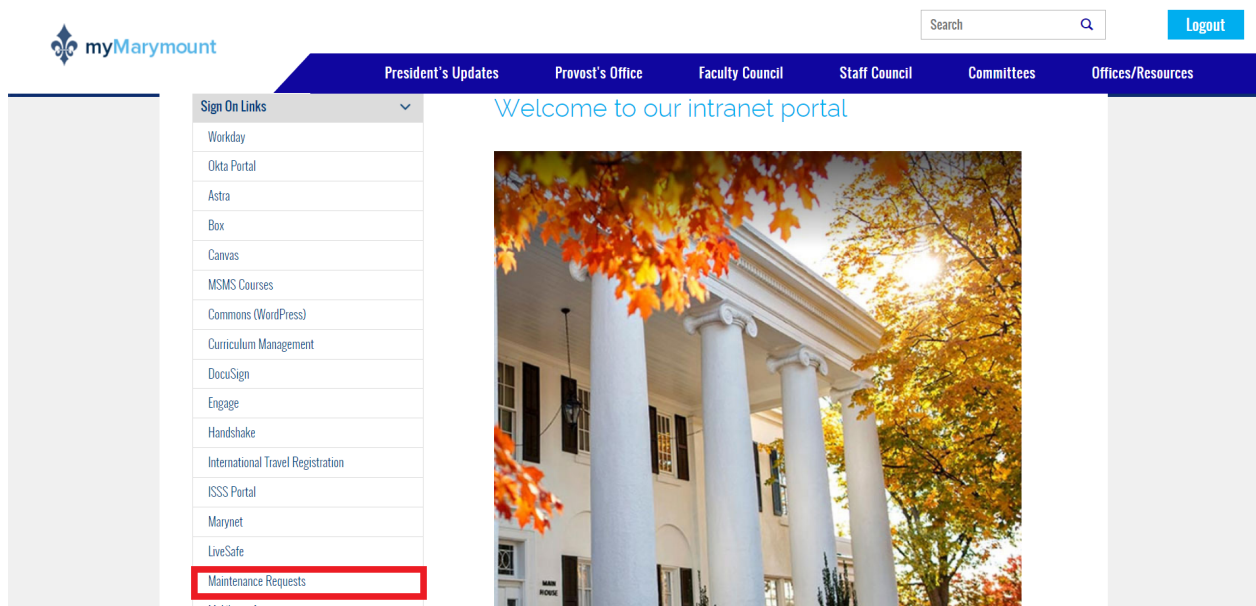 myMarymount
Search
Logout
President's Updates
Provost's Office
Faculty Council
Staff Council
Committees
Offices/Resources
Sign On Links
Workday
Okta Portal
Astra
Box
Canvas
MSMS Courses
Commons (WordPress)
Curriculum Management
DocuSign
Engage
Handshake
International Travel Registration
ISSS Portal
Marynet
LiveSafe
Maintenance Requests
Welcome to our intranet portal
MAIN
HOUSE